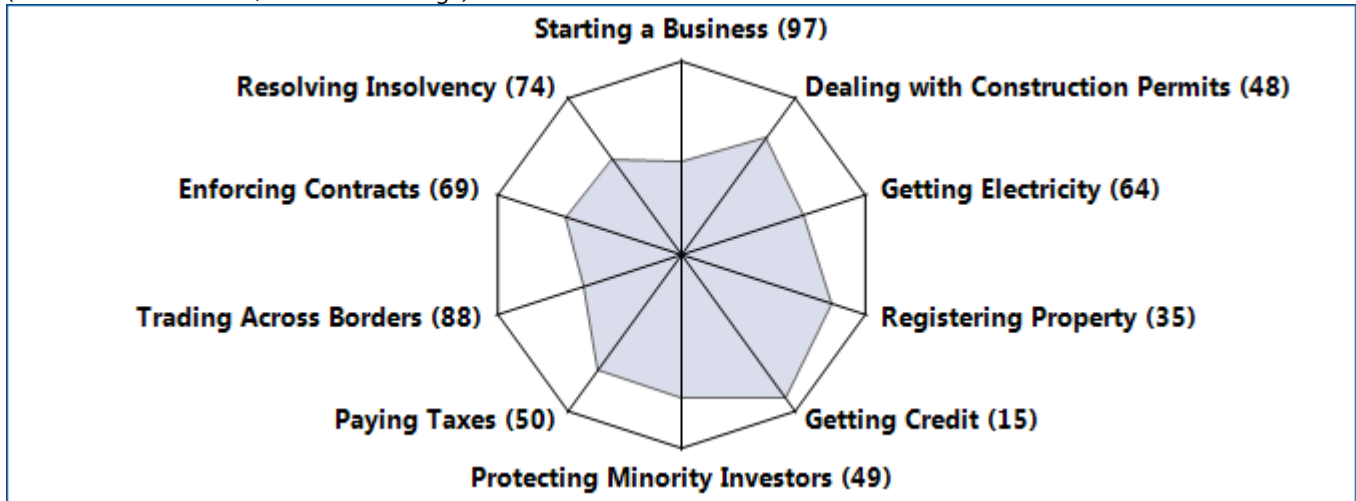 Starting a Business (97)
Resolving Insolvency (74)
Dealing with Construction Permits (48)
Enforcing Contracts (69)
Getting Electricity (64)
Trading Across Borders (88)
Registering Property (35)
Paying Taxes (50)
Getting Credit (15)
Protecting Minority Investors (49)